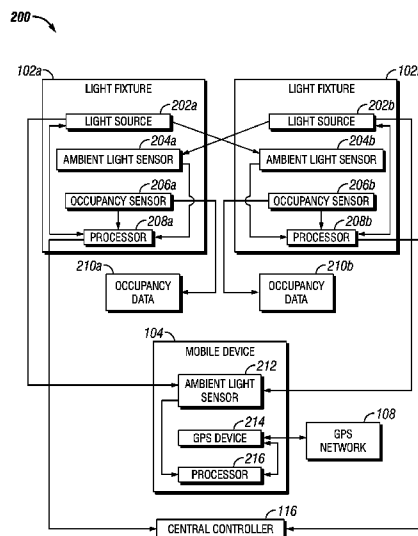 200
102a
102b
LIGHT FIXTURE
LIGHT FIXTURE
202a
202b
LIGHT SOURCE
LIGHT SOURCE
204a
204b
AMBIENT LIGHT SENSOR
AMBIENT LIGHT SENSOR
206a
206b
OCCUPANCY SENSOR
OCCUPANCY SENSOR
208a
208b
PROCESSOR
PROCESSOR
210a
210b
OCCUPANCY
DATA
OCCUPANCY
DATA
104
MOBILE DEVICE
212
AMBIENT LIGHT
SENSOR
214
108
GPS DEVICE
GPS
NETWORK
216
PROCESSOR
116
CENTRAL CONTROLLER